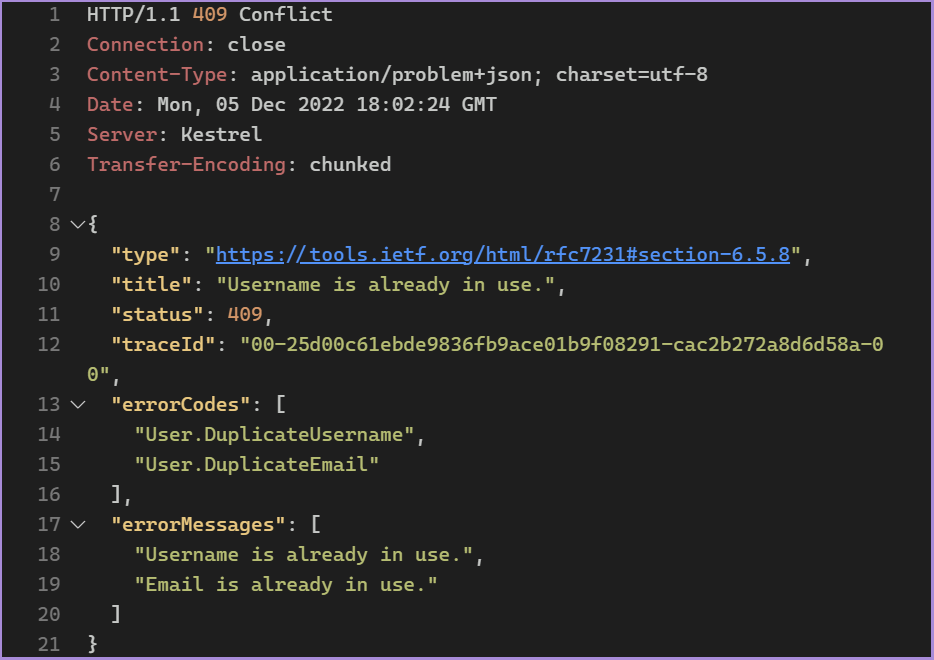 1 HTTP/1.1 409 Conflict
2 Connection: close
3 Content-Type: application/problem+json; charset=utf-8
4 Date: Mon, 05 Dec 2022 18:02:24 GMT
5 Server: Kestrel
6 Transfer-Encoding: chunked
7
8 {
9 "type": "https://tools.ietf.org/html/rfc7231#section-6.5.8",
10 "title": "Username is already in use.",
11 "status": 409,
12 "traceId": "00-25d00c61ebde9836fb9ace01b9f08291-cac2b272a8d6d58a-0
0",
13 "errorCodes": [
14 "User.DuplicateUsername",
15 "User.DuplicateEmail"
16 ],
17 "errorMessages": [
18 "Username is already in use.",
19 "Email is already in use."
20 ]
21 }